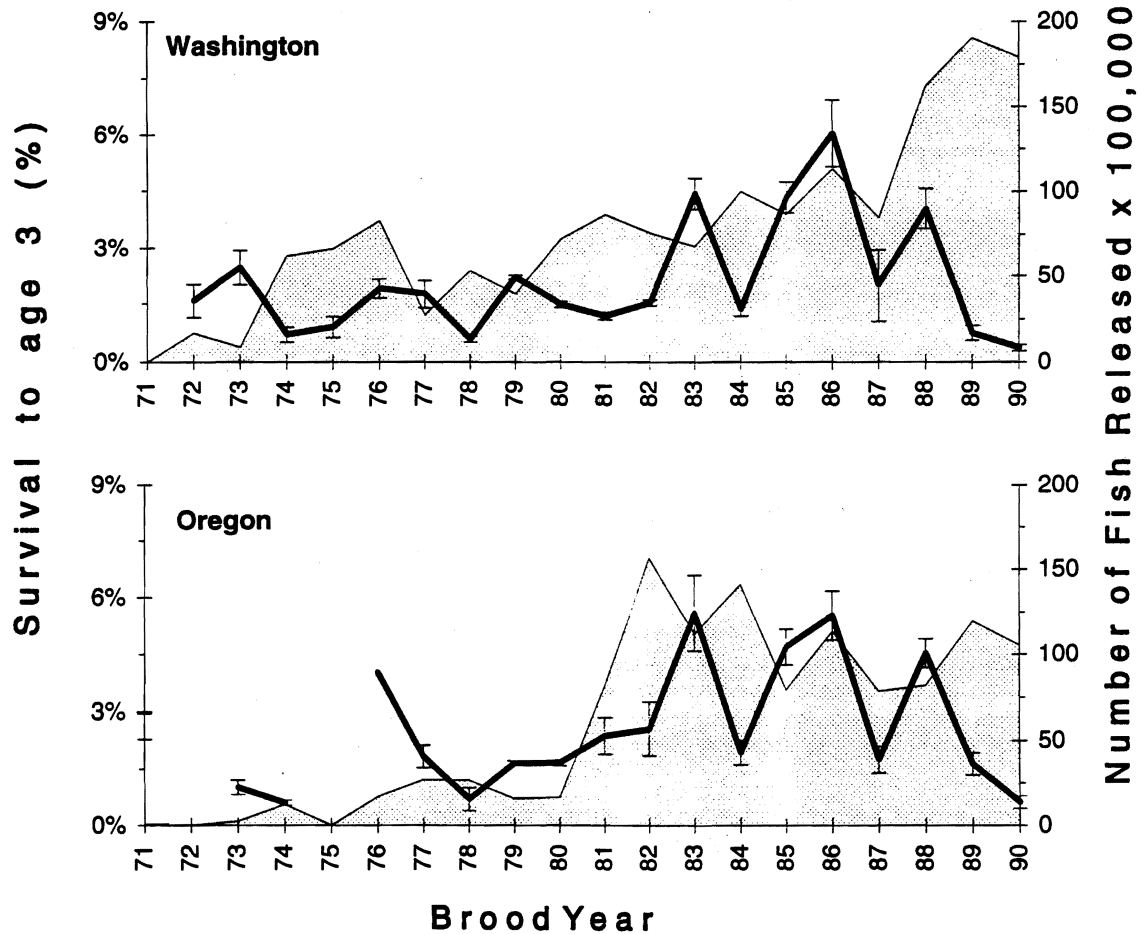 Survival to age 3 (%)
Number of Fish Released x 100,000
Washington
9%
6%
3%
0%
200
150
100
50
0
71 72 73 74 75 76 77 78 79 80 81 82 83 84 85 86 87 88 89 90
Oregon
9%
6%
3%
0%
200
150
100
50
0
71 72 73 74 75 76 77 78 79 80 81 82 83 84 85 86 87 88 89 90
Brood Year